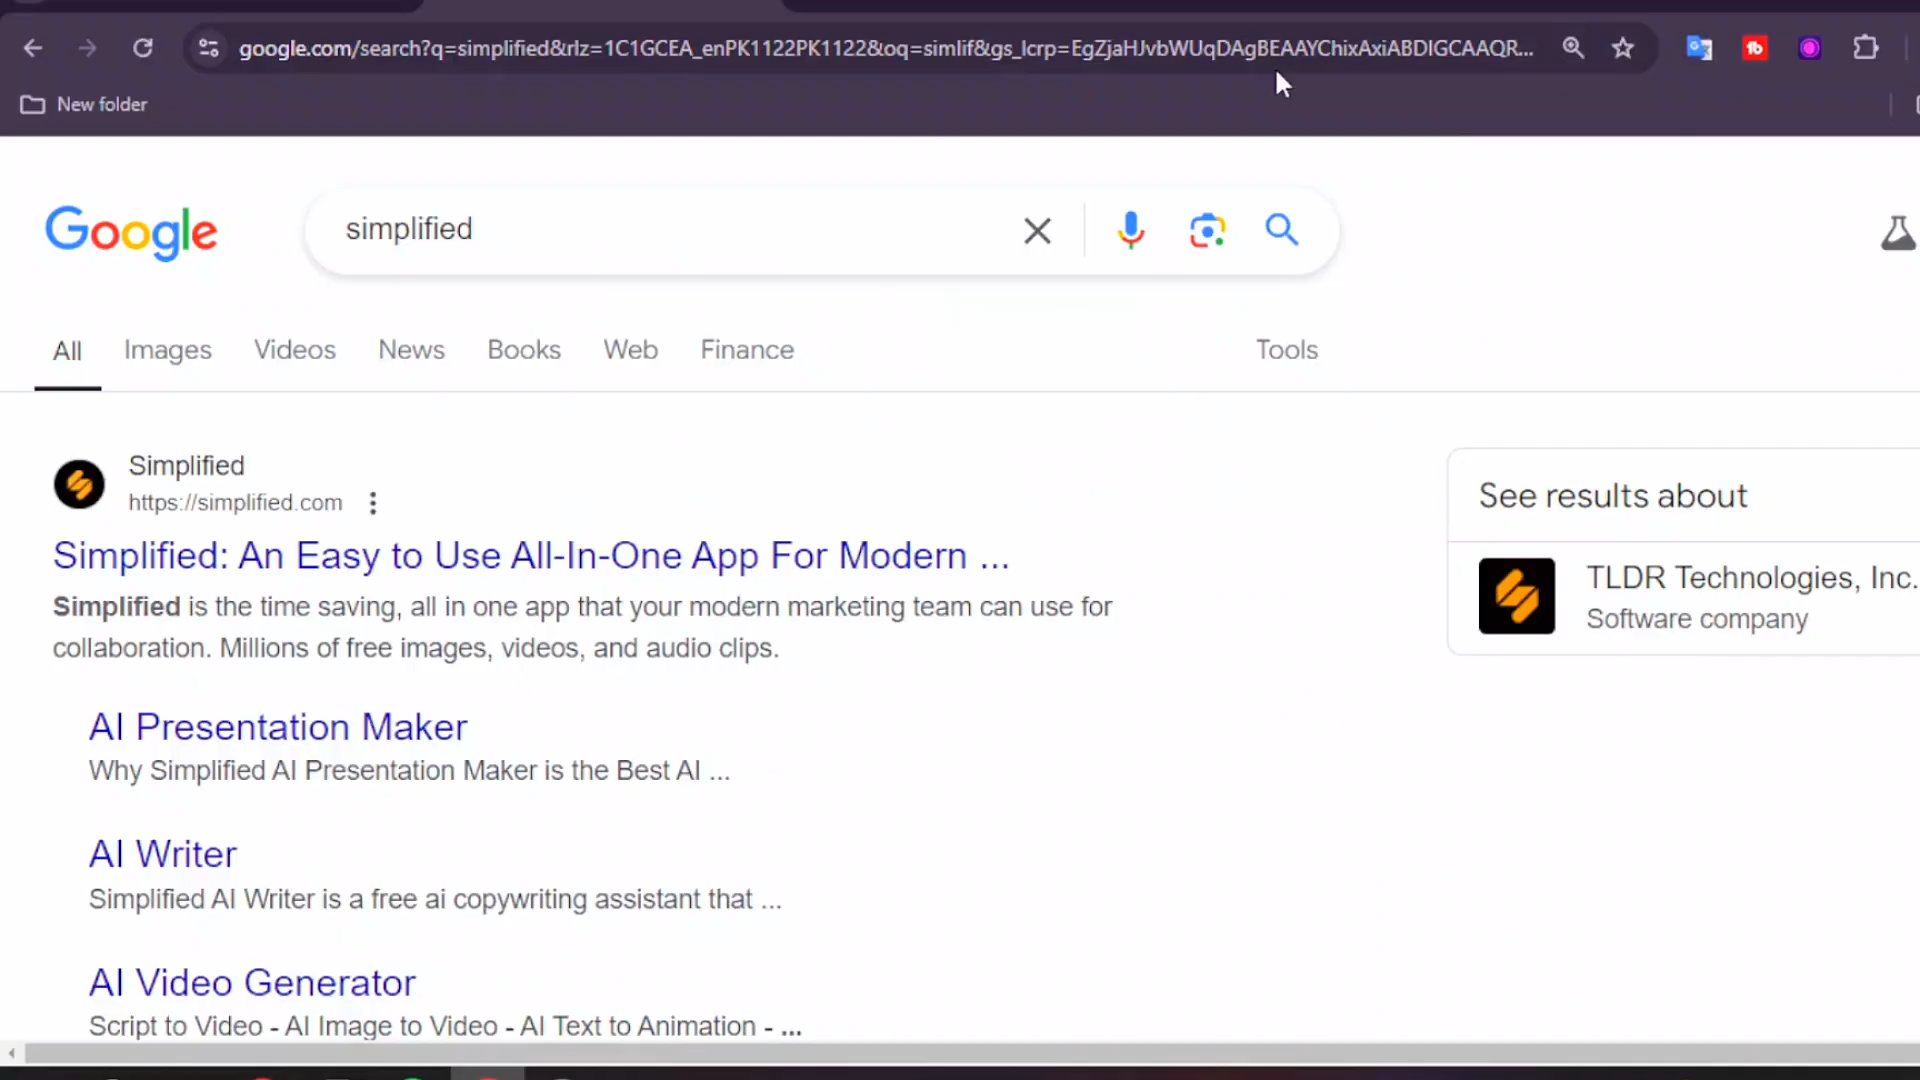 google.com/search?q=simplified&rlz=1C1GCEA_enPK1122PK1122&oq=simlif&gs_lcrp=EgZjaHJvbWUqDAgBEAAYChixAxiABDIGCAAQR...
New folder
Google
simplified
All Images Videos News Books Web Finance Tools
Simplified
https://simplified.com
Simplified: An Easy to Use All-In-One App For Modern ...
Simplified is the time saving, all in one app that your modern marketing team can use for
collaboration. Millions of free images, videos, and audio clips.
AI Presentation Maker
Why Simplified AI Presentation Maker is the Best AI ...
AI Writer
Simplified AI Writer is a free ai copywriting assistant that ...
AI Video Generator
Script to Video - AI Image to Video - AI Text to Animation - ...
See results about
TLDR Technologies, Inc.
Software company